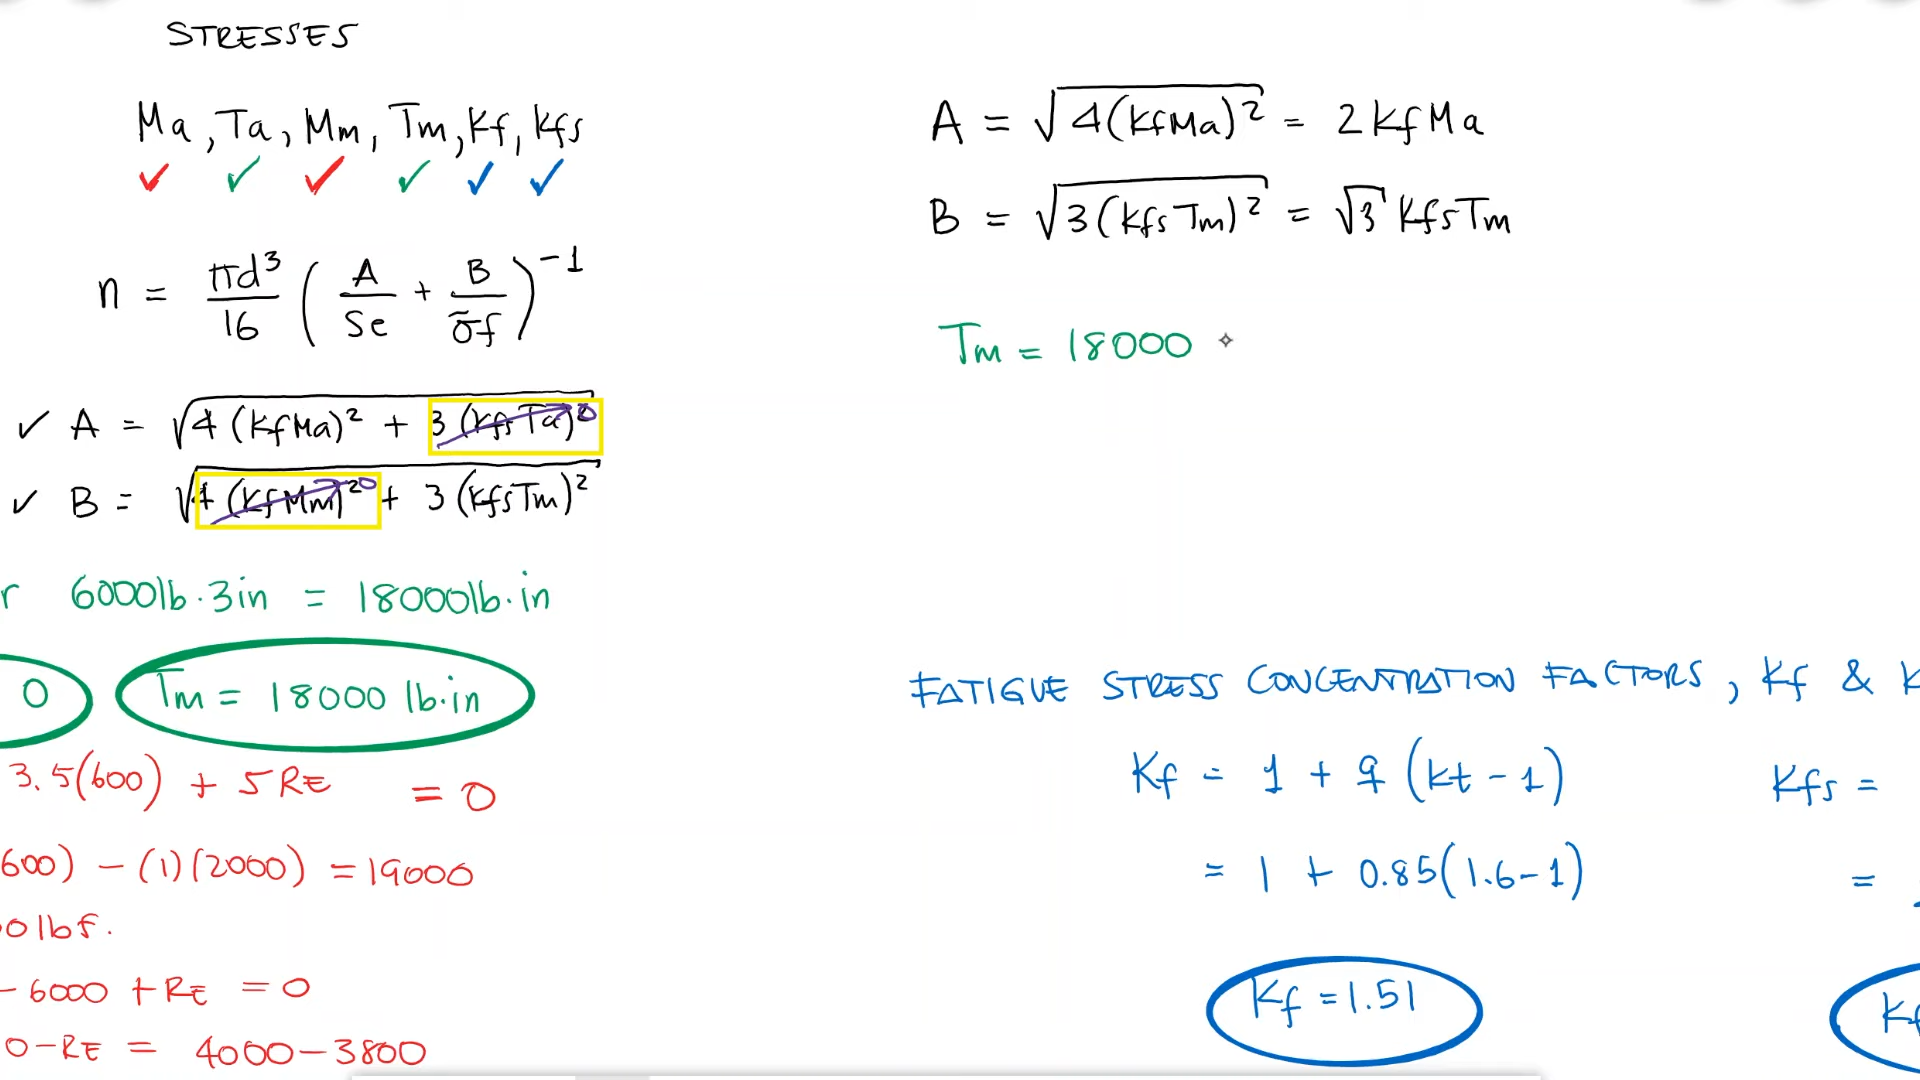 STRESSES
Ma, Ta, Mm, Tm, Kf, Kfs
n = πd³/16 (A/Se + B/σ̃f)⁻¹
✓ A = √4(KfMa)² + 3(KfsTa)² 0
✓ B = √4(KfMm)² 0 + 3(KfsTm)²
r 6000lb·3in = 18000lb·in
0
Tm = 18000 lb·in
3.5(600) + 5RE = 0
600) - (1)(2000) = 19000
0lbf.
- 6000 + RE = 0
0-RE = 4000-3800
A = √4(KfMa)² = 2KfMa
B = √3(KfsTm)² = √3 KfsTm
Tm = 18000
FATIGUE STRESS CONCENTRATION FACTORS, Kf & K
Kf = 1 + q(kt - 1)
Kfs =
= 1 + 0.85(1.6-1)
=
Kf = 1.51
Kf